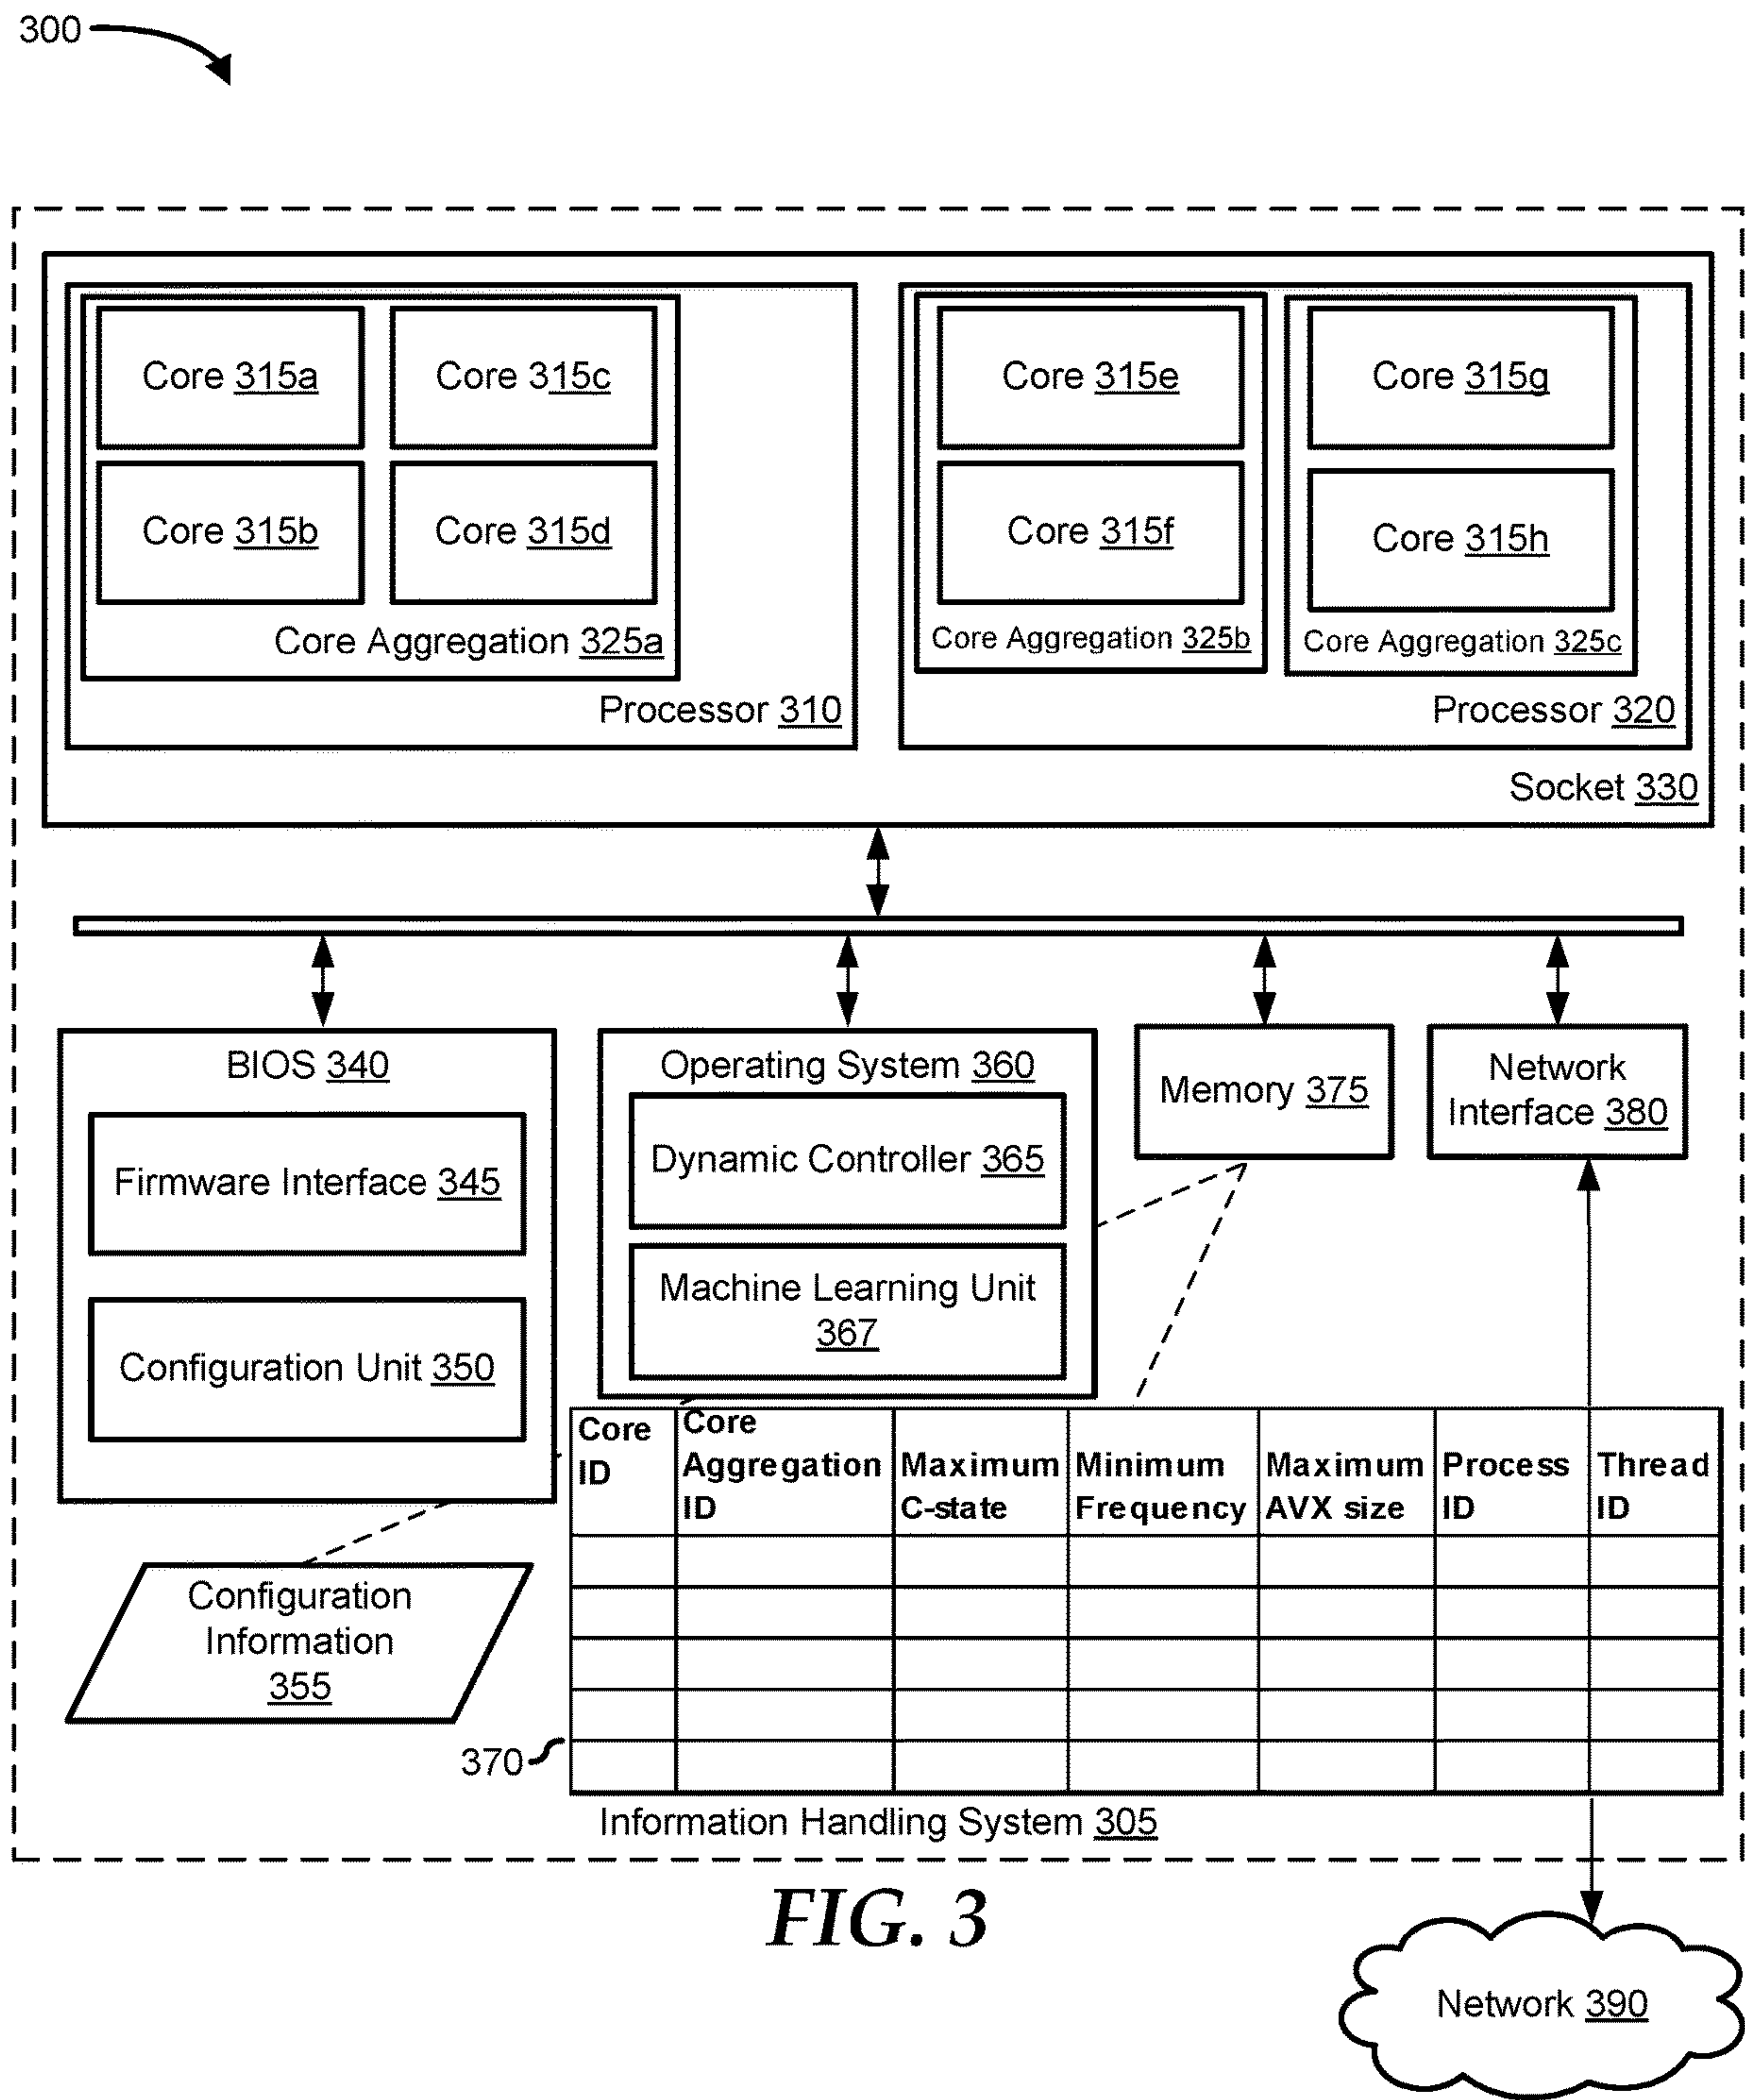 300
Core 315a
Core 315c
Core 315b
Core 315d
Core Aggregation 325a
Processor 310
Core 315e
Core 315g
Core 315f
Core 315h
Core Aggregation 325b
Core Aggregation 325c
Processor 320
Socket 330
BIOS 340
Firmware Interface 345
Configuration Unit 350
Operating System 360
Dynamic Controller 365
Machine Learning Unit
367
Memory 375
Network
Interface 380
Configuration
Information
355
370
Core
ID
Core
Aggregation
ID
Maximum
C-state
Minimum
Frequency
Maximum
AVX size
Process
ID
Thread
ID
Information Handling System 305
FIG. 3
Network 390